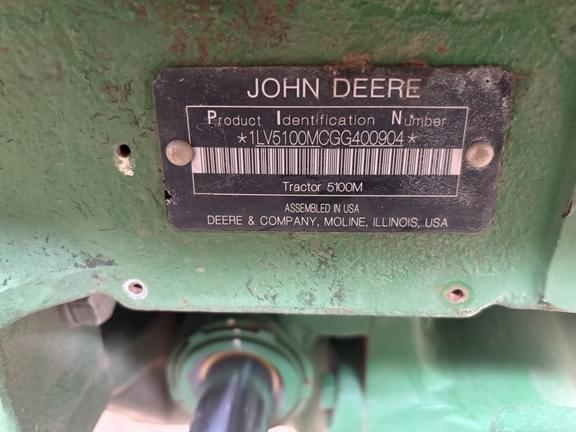 JOHN DEERE
Product Identification Number
*1LV5100MCGG400904*
Tractor 5100M
ASSEMBLED IN USA
DEERE & COMPANY, MOLINE, ILLINOIS, USA